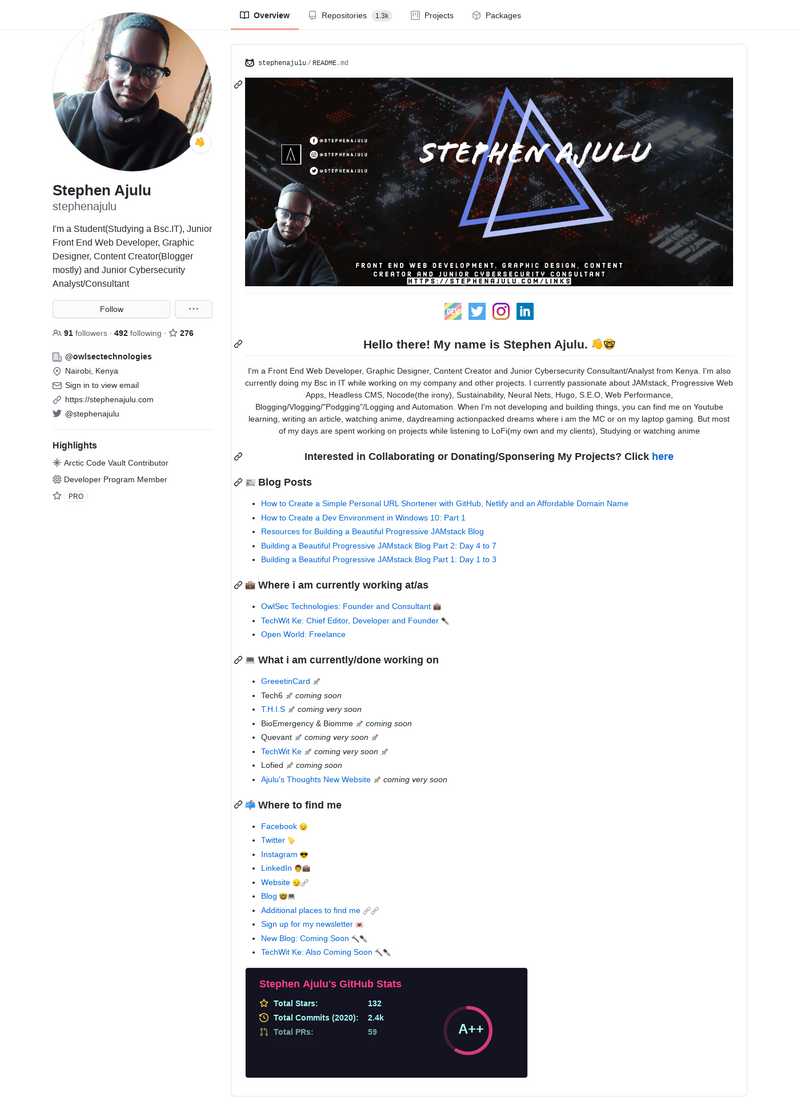 Overview
Repositories 1.3k
Projects
Packages
Stephen Ajulu
stephenajulu
I'm a Student(Studying a Bsc.IT), Junior
Front End Web Developer, Graphic
Designer, Content Creator(Blogger
mostly) and Junior Cybersecurity
Analyst/Consultant
Follow
91 followers · 492 following · 276
@owlsectechnologies
Nairobi, Kenya
Sign in to view email
https://stephenajulu.com
@stephenajulu
Highlights
Arctic Code Vault Contributor
Developer Program Member
PRO
stephenajulu/README.md
@STEPHENAJULU
@STEPHENAJULU
@STEPHENAJULU
STEPHEN AJULU
FRONT END WEB DEVELOPMENT, GRAPHIC DESIGN, CONTENT
CREATOR AND JUNIOR CYBERSECURITY CONSULTANT
HTTPS://STEPHENAJULU.COM/LINKS
Hello there! My name is Stephen Ajulu. 👋🤓
I'm a Front End Web Developer, Graphic Designer, Content Creator and Junior Cybersecurity Consultant/Analyst from Kenya. I'm also
currently doing my Bsc in IT while working on my company and other projects. I currently passionate about JAMstack, Progressive Web
Apps, Headless CMS, Nocode(the irony), Sustainability, Neural Nets, Hugo, S.E.O, Web Performance,
Blogging/Vlogging/"Podgging"/Logging and Automation. When I'm not developing and building things, you can find me on Youtube
learning, writing an article, watching anime, daydreaming actionpacked dreams where i am the MC or on my laptop gaming. But most
of my days are spent working on projects while listening to LoFi(my own and my clients), Studying or watching anime
Interested in Collaborating or Donating/Sponsering My Projects? Click here
📰 Blog Posts
How to Create a Simple Personal URL Shortener with GitHub, Netlify and an Affordable Domain Name
How to Create a Dev Environment in Windows 10: Part 1
Resources for Building a Beautiful Progressive JAMstack Blog
Building a Beautiful Progressive JAMstack Blog Part 2: Day 4 to 7
Building a Beautiful Progressive JAMstack Blog Part 1: Day 1 to 3
💼 Where i am currently working at/as
OwlSec Technologies: Founder and Consultant 💼
TechWit Ke: Chief Editor, Developer and Founder ✒
Open World: Freelance
💻 What i am currently/done working on
GreeetinCard 🚀
Tech6 🚀 coming soon
T.H.I.S 🚀 coming very soon
BioEmergency & Biomme 🚀 coming soon
Quevant 🚀 coming very soon 🚀
TechWit Ke 🚀 coming very soon 🚀
Lofied 🚀 coming soon
Ajulu's Thoughts New Website 🚀 coming very soon
📫 Where to find me
Facebook
Twitter
Instagram 😎
LinkedIn 👨💼
Website 😏🔗
Blog 🤓💻
Additional places to find me 🔗🔗
Sign up for my newsletter 💌
New Blog: Coming Soon 🔨✒
TechWit Ke: Also Coming Soon 🔨✒
Stephen Ajulu's GitHub Stats
Total Stars: 132
Total Commits (2020): 2.4k
Total PRs: 59
A++